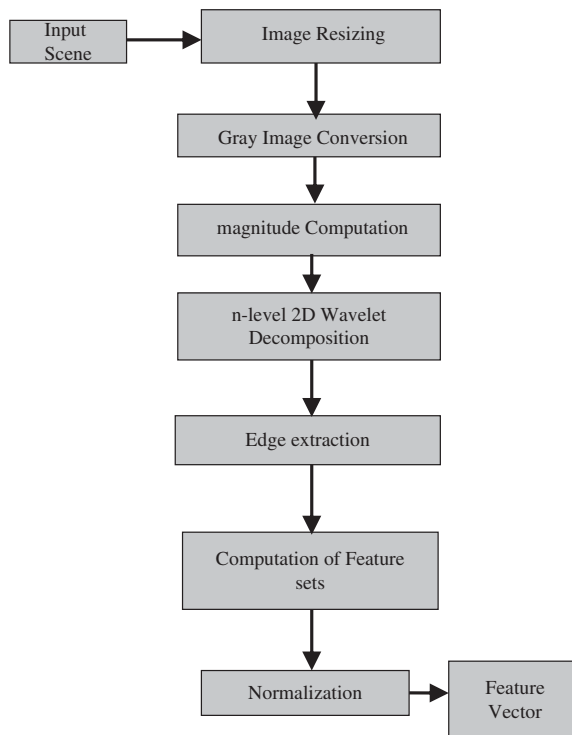 Input
Scene
Image Resizing
Gray Image Conversion
magnitude Computation
n-level 2D Wavelet
Decomposition
Edge extraction
Computation of Feature
sets
Normalization
Feature
Vector